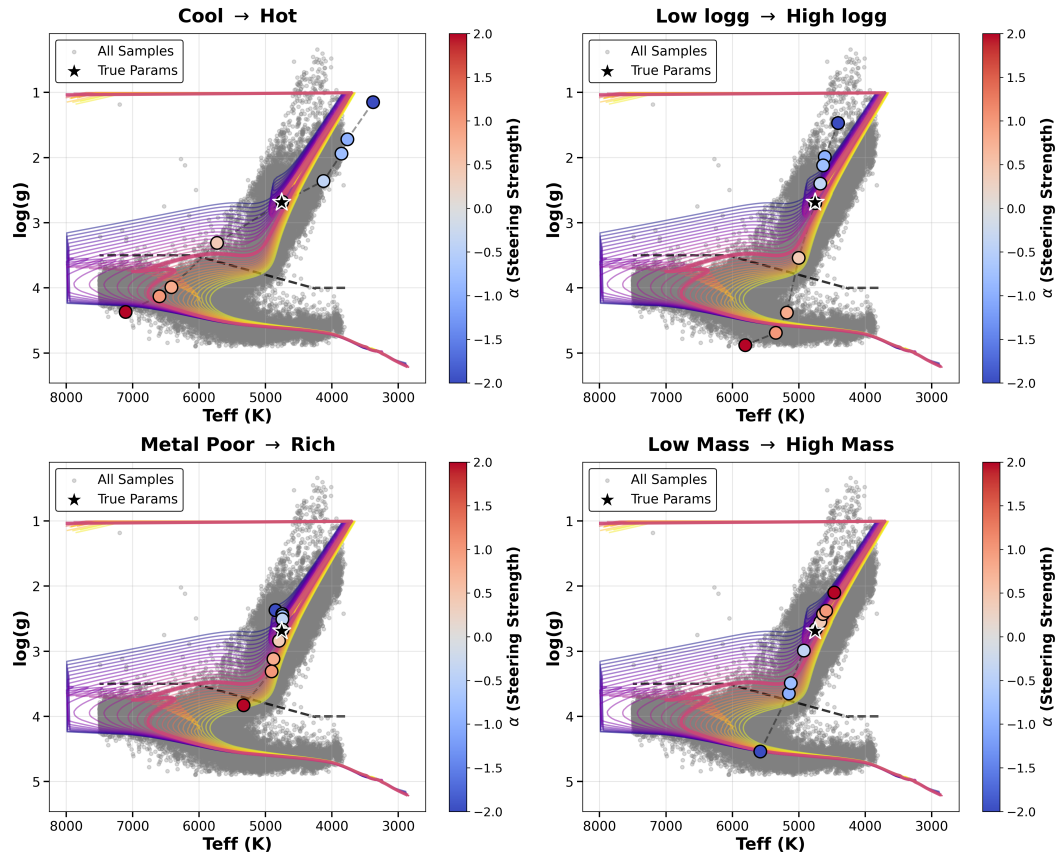 Cool → Hot
All Samples
True Params
log(g)
1
2
3
4
5
8000 7000 6000 5000 4000 3000
Teff (K)
2.0
1.5
1.0
0.5
0.0
−0.5
−1.0
−1.5
−2.0
α (Steering Strength)
Low logg → High logg
All Samples
True Params
log(g)
1
2
3
4
5
8000 7000 6000 5000 4000 3000
Teff (K)
2.0
1.5
1.0
0.5
0.0
−0.5
−1.0
−1.5
−2.0
α (Steering Strength)
Metal Poor → Rich
All Samples
True Params
log(g)
1
2
3
4
5
8000 7000 6000 5000 4000 3000
Teff (K)
2.0
1.5
1.0
0.5
0.0
−0.5
−1.0
−1.5
−2.0
α (Steering Strength)
Low Mass → High Mass
All Samples
True Params
log(g)
1
2
3
4
5
8000 7000 6000 5000 4000 3000
Teff (K)
2.0
1.5
1.0
0.5
0.0
−0.5
−1.0
−1.5
−2.0
α (Steering Strength)